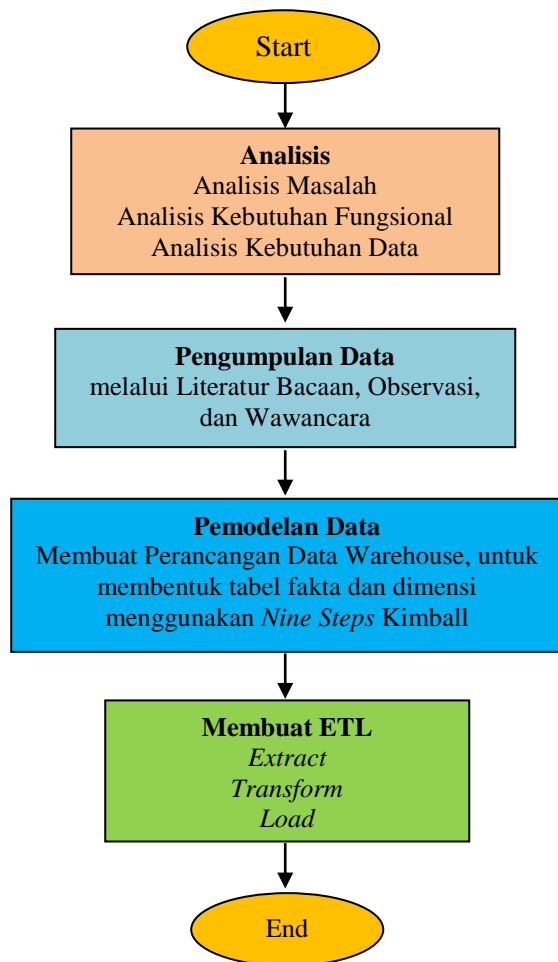 Start
Analisis
Analisis Masalah
Analisis Kebutuhan Fungsional
Analisis Kebutuhan Data
Pengumpulan Data
melalui Literatur Bacaan, Observasi,
dan Wawancara
Pemodelan Data
Membuat Perancangan Data Warehouse, untuk
membentuk tabel fakta dan dimensi
menggunakan Nine Steps Kimball
Membuat ETL
Extract
Transform
Load
End